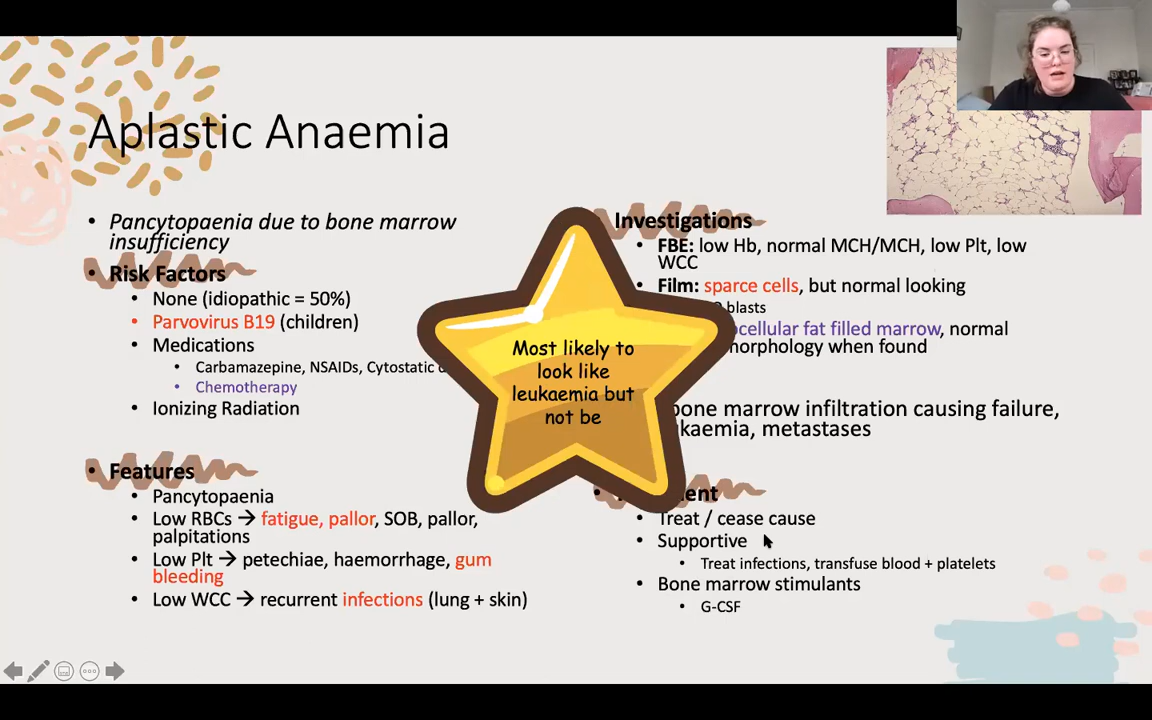 Aplastic Anaemia
• Pancytopaenia due to bone marrow
insufficiency
• Risk Factors
• None (idiopathic = 50%)
• Parvovirus B19 (children)
• Medications
• Carbamazepine, NSAIDs, Cytostatic
• Chemotherapy
• Ionizing Radiation
• Features
• Pancytopaenia
• Low RBCs → fatigue, pallor, SOB, pallor,
palpitations
• Low Plt → petechiae, haemorrhage, gum
bleeding
• Low WCC → recurrent infections (lung + skin)
Most likely to
look like
leukaemia but
not be
Investigations
• FBE: low Hb, normal MCH/MCH, low Plt, low
WCC
• Film: sparce cells, but normal looking
blasts
fat filled marrow, normal
morphology when found
bone marrow infiltration causing failure,
metastases
• Treat / cease cause
• Supportive
• Treat infections, transfuse blood + platelets
• Bone marrow stimulants
• G-CSF